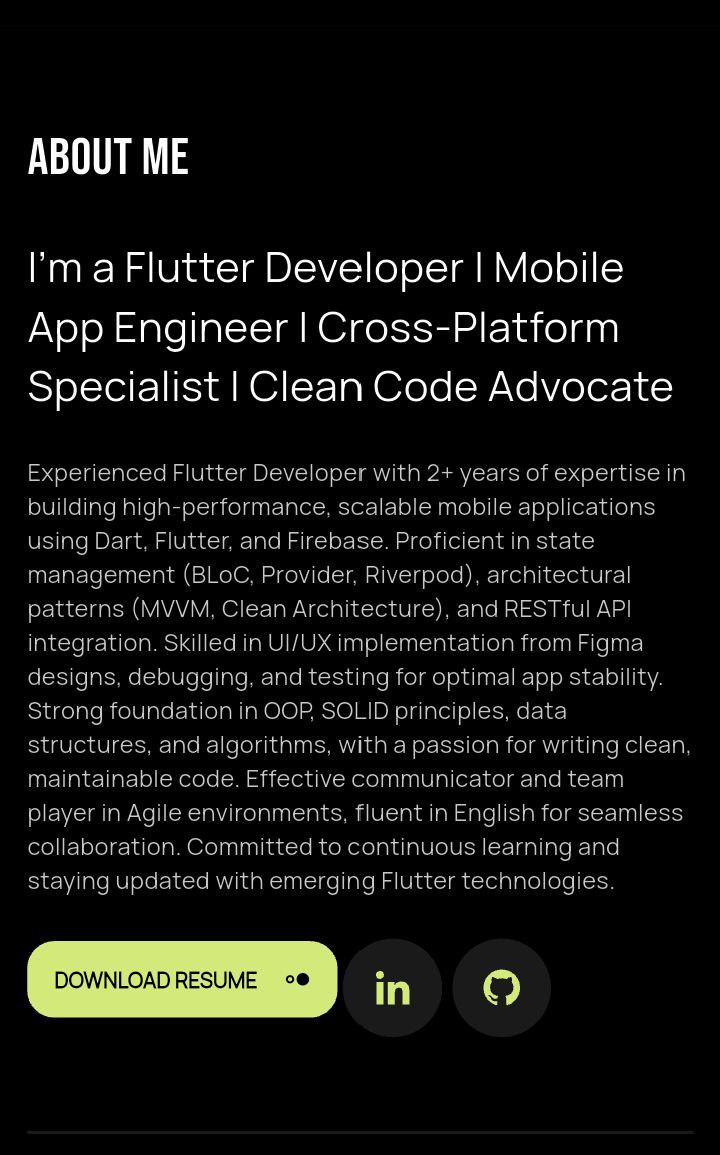 ABOUT ME
I'm a Flutter Developer | Mobile
App Engineer | Cross-Platform
Specialist | Clean Code Advocate
Experienced Flutter Developer with 2+ years of expertise in
building high-performance, scalable mobile applications
using Dart, Flutter, and Firebase. Proficient in state
management (BLoC, Provider, Riverpod), architectural
patterns (MVVM, Clean Architecture), and RESTful API
integration. Skilled in UI/UX implementation from Figma
designs, debugging, and testing for optimal app stability.
Strong foundation in OOP, SOLID principles, data
structures, and algorithms, with a passion for writing clean,
maintainable code. Effective communicator and team
player in Agile environments, fluent in English for seamless
collaboration. Committed to continuous learning and
staying updated with emerging Flutter technologies.
DOWNLOAD RESUME
in